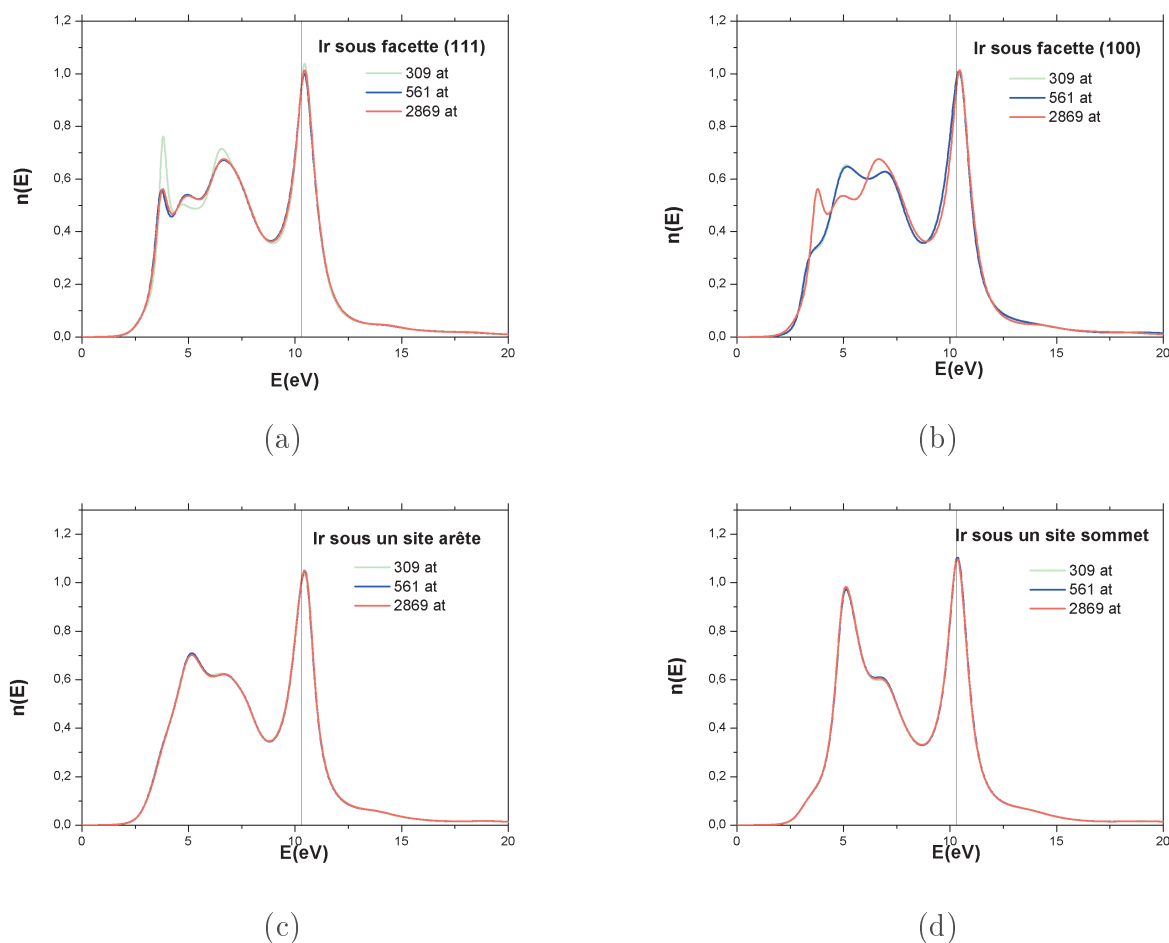 Ir sous facette (111)
309 at
561 at
2869 at
n(E)
1,2
1,0
0,8
0,6
0,4
0,2
0,0
0
5
10
15
20
E(eV)
(a)
Ir sous facette (100)
309 at
561 at
2869 at
n(E)
1,2
1,0
0,8
0,6
0,4
0,2
0,0
0
5
10
15
20
E(eV)
(b)
Ir sous un site arête
309 at
561 at
2869 at
n(E)
1,2
1,0
0,8
0,6
0,4
0,2
0,0
0
5
10
15
20
E(eV)
(c)
Ir sous un site sommet
309 at
561 at
2869 at
n(E)
1,2
1,0
0,8
0,6
0,4
0,2
0,0
0
5
10
15
20
E(eV)
(d)